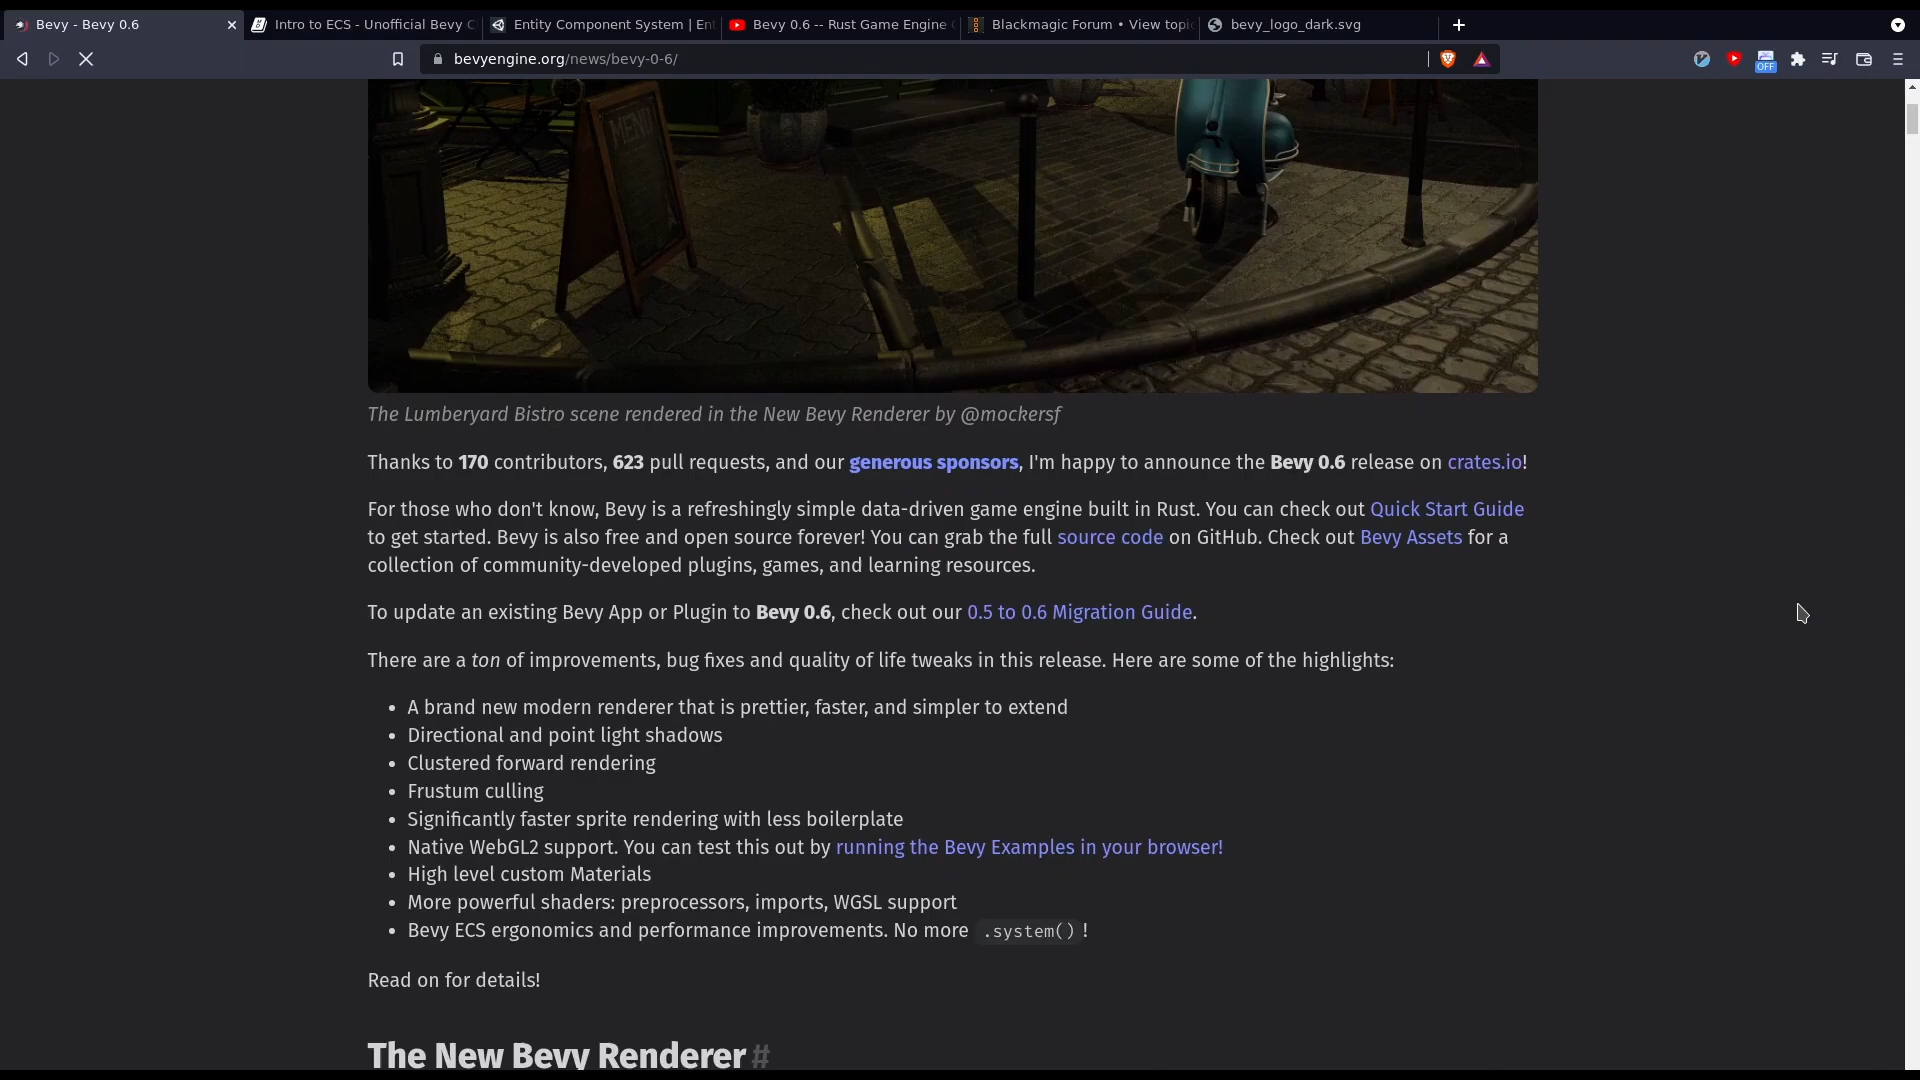 Bevy - Bevy 0.6
Intro to ECS - Unofficial Bevy C
Entity Component System | Ent
Bevy 0.6 -- Rust Game Engine
Blackmagic Forum • View topic
bevy_logo_dark.svg
bevyengine.org/news/bevy-0-6/
OFF
MENU
The Lumberyard Bistro scene rendered in the New Bevy Renderer by @mockersf
Thanks to 170 contributors, 623 pull requests, and our generous sponsors, I'm happy to announce the Bevy 0.6 release on crates.io!
For those who don't know, Bevy is a refreshingly simple data-driven game engine built in Rust. You can check out Quick Start Guide
to get started. Bevy is also free and open source forever! You can grab the full source code on GitHub. Check out Bevy Assets for a
collection of community-developed plugins, games, and learning resources.
To update an existing Bevy App or Plugin to Bevy 0.6, check out our 0.5 to 0.6 Migration Guide.
There are a ton of improvements, bug fixes and quality of life tweaks in this release. Here are some of the highlights:
• A brand new modern renderer that is prettier, faster, and simpler to extend
• Directional and point light shadows
• Clustered forward rendering
• Frustum culling
• Significantly faster sprite rendering with less boilerplate
• Native WebGL2 support. You can test this out by running the Bevy Examples in your browser!
• High level custom Materials
• More powerful shaders: preprocessors, imports, WGSL support
• Bevy ECS ergonomics and performance improvements. No more .system() !
Read on for details!
The New Bevy Renderer #